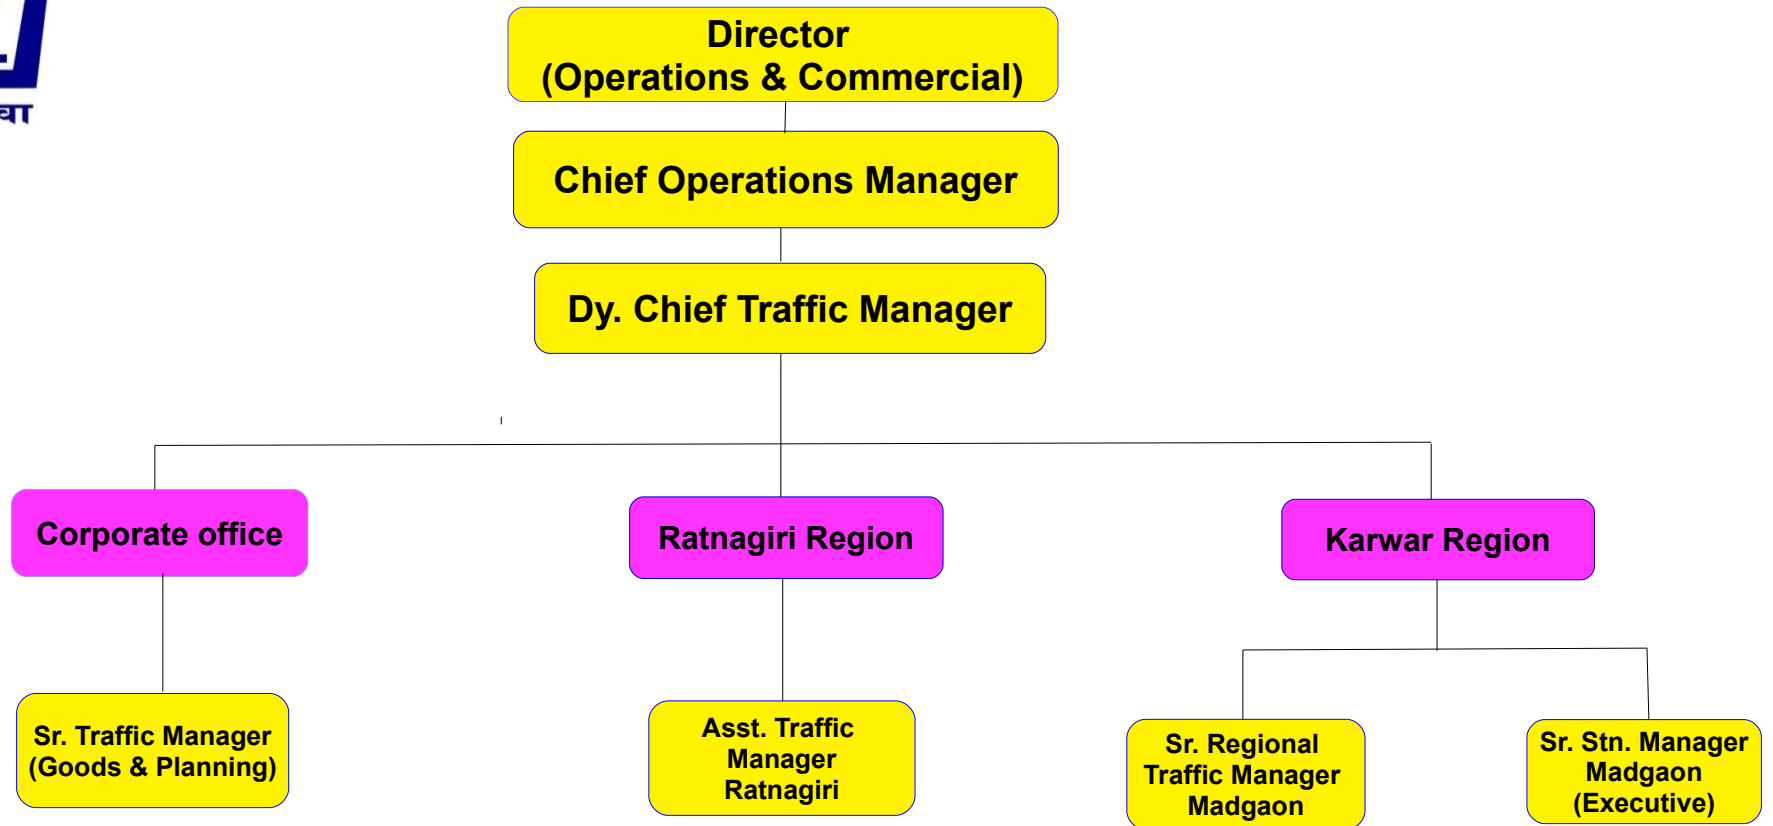 Director
(Operations & Commercial)
Chief Operations Manager
Dy. Chief Traffic Manager
Corporate office
Ratnagiri Region
Karwar Region
Sr. Traffic Manager
(Goods & Planning)
Asst. Traffic
Manager
Ratnagiri
Sr. Regional
Traffic Manager
Madgaon
Sr. Stn. Manager
Madgaon
(Executive)